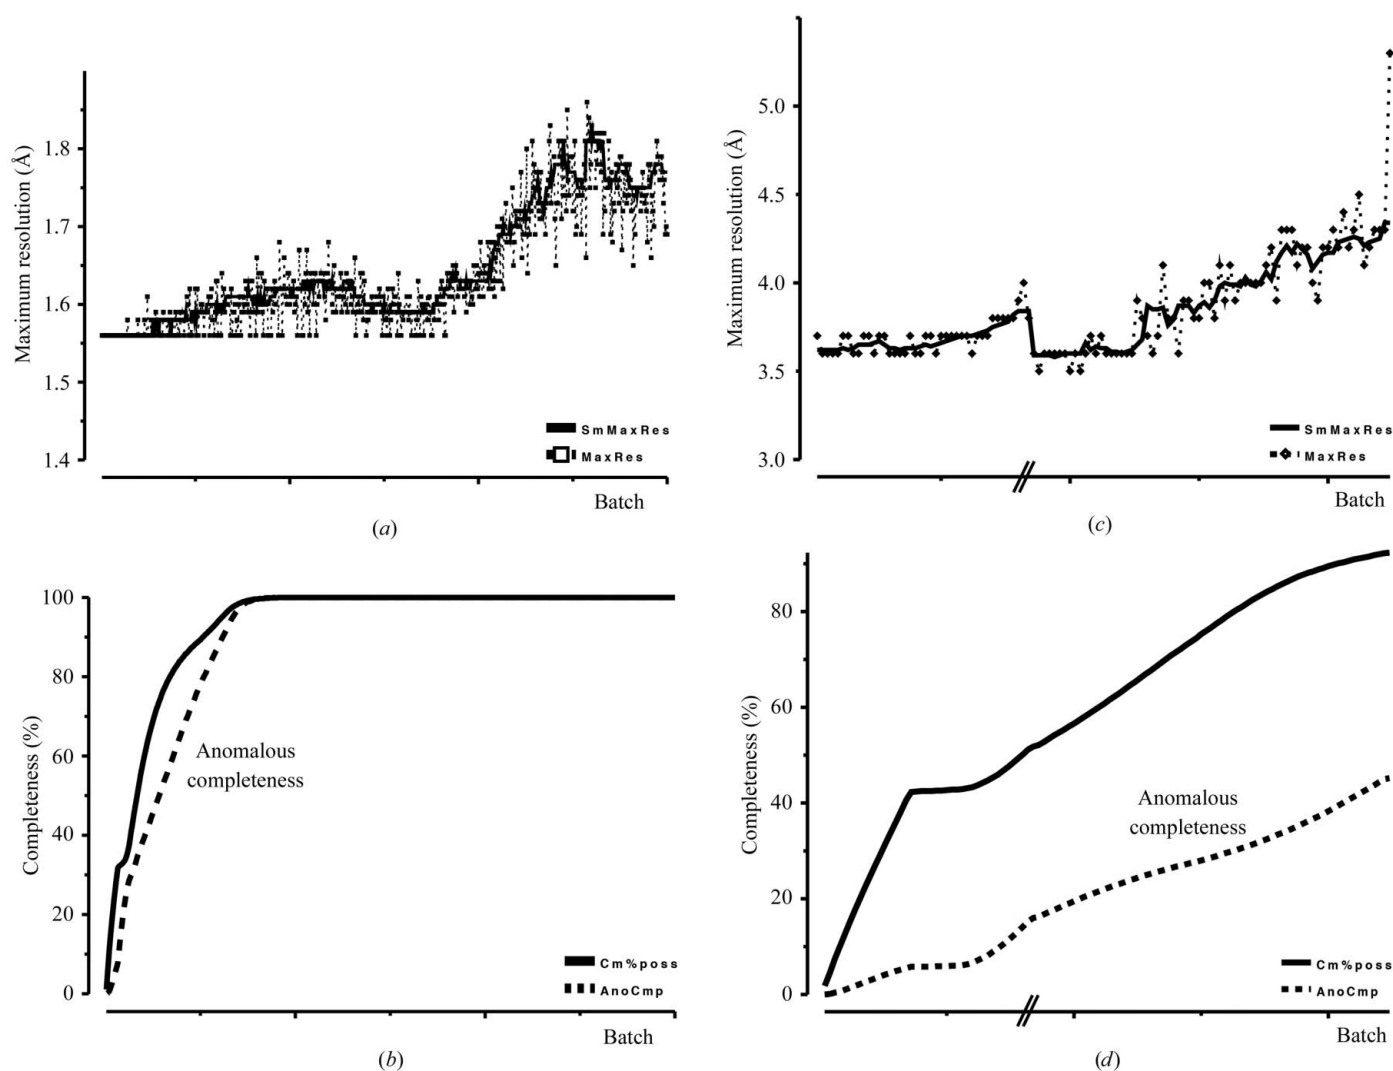 Maximum resolution (Å)
1.8
1.7
1.6
1.5
1.4
SmMaxRes
MaxRes
Batch
(a)
Maximum resolution (Å)
5.0
4.5
4.0
3.5
3.0
SmMaxRes
MaxRes
Batch
(c)
Completeness (%)
100
80
60
40
20
0
Anomalous
completeness
Cm%poss
AnoCmp
Batch
(b)
Completeness (%)
80
60
40
20
0
Anomalous
completeness
Cm%poss
AnoCmp
Batch
(d)